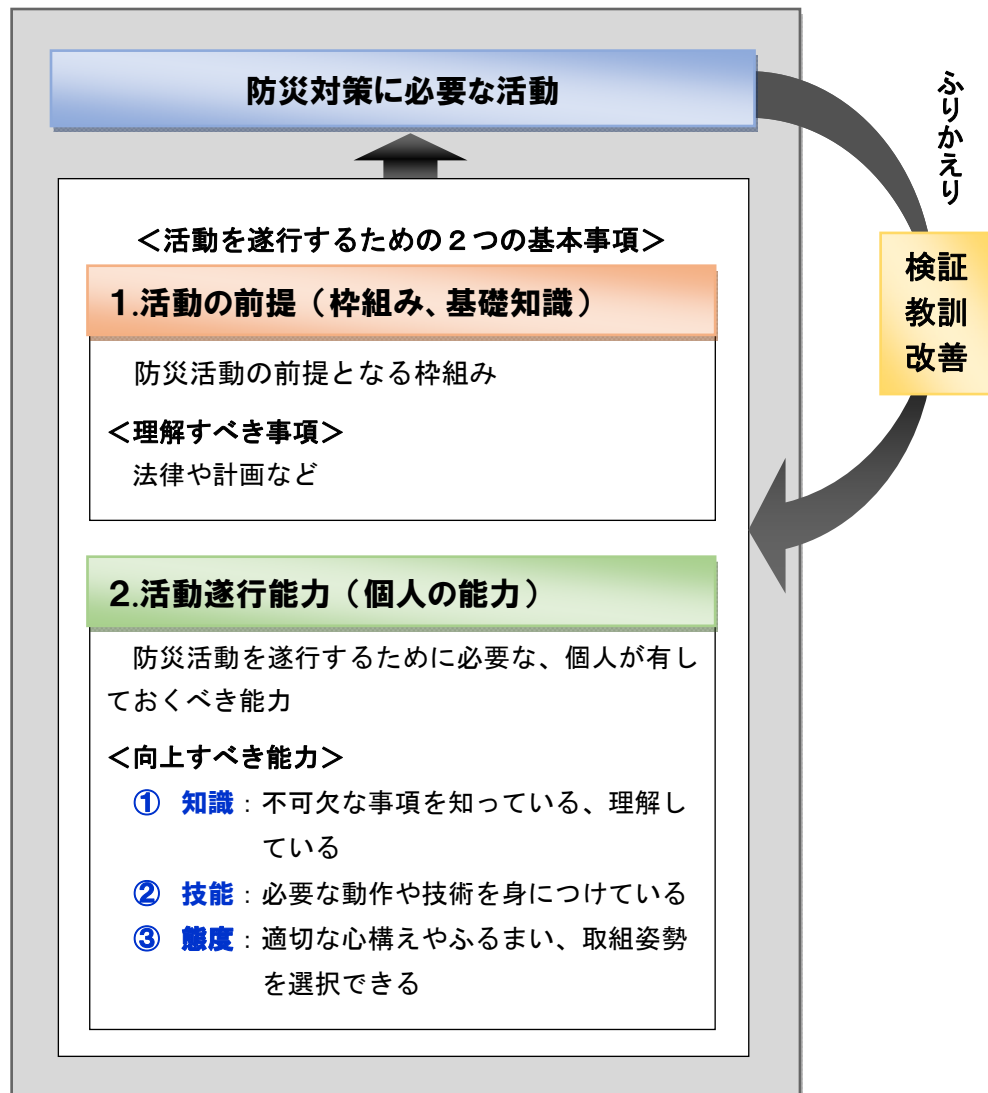 防災対策に必要な活動
ふりかえり
検証
教訓
改善
＜活動を遂行するための２つの基本事項＞
１.活動の前提（枠組み、基礎知識）
防災活動の前提となる枠組み
＜理解すべき事項＞
法律や計画など
２.活動遂行能力（個人の能力）
防災活動を遂行するために必要な、個人が有し
ておくべき能力
＜向上すべき能力＞
① 知識：不可欠な事項を知っている、理解し
ている
② 技能：必要な動作や技術を身につけている
③ 態度：適切な心構えやふるまい、取組姿勢
を選択できる